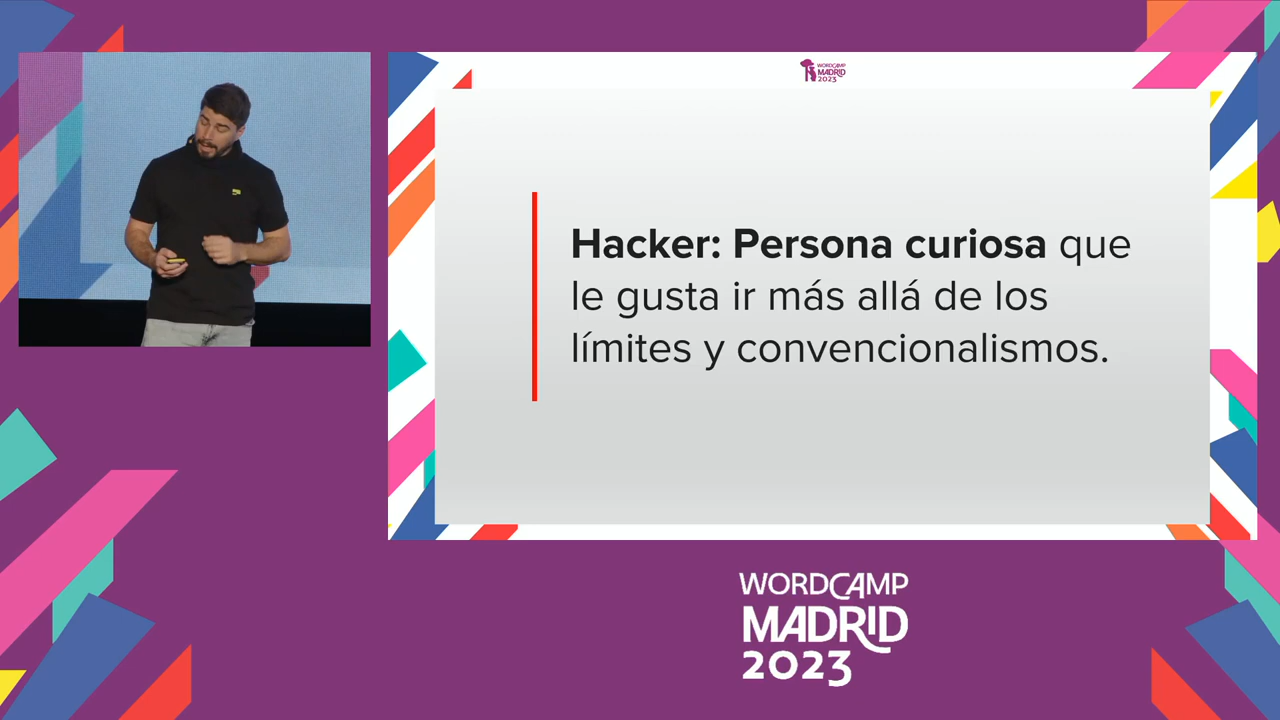 WORDCAMP
MADRID
2023
Hacker: Persona curiosa que
le gusta ir más allá de los
límites y convencionalismos.
WORDCAMP
MADRID
2023